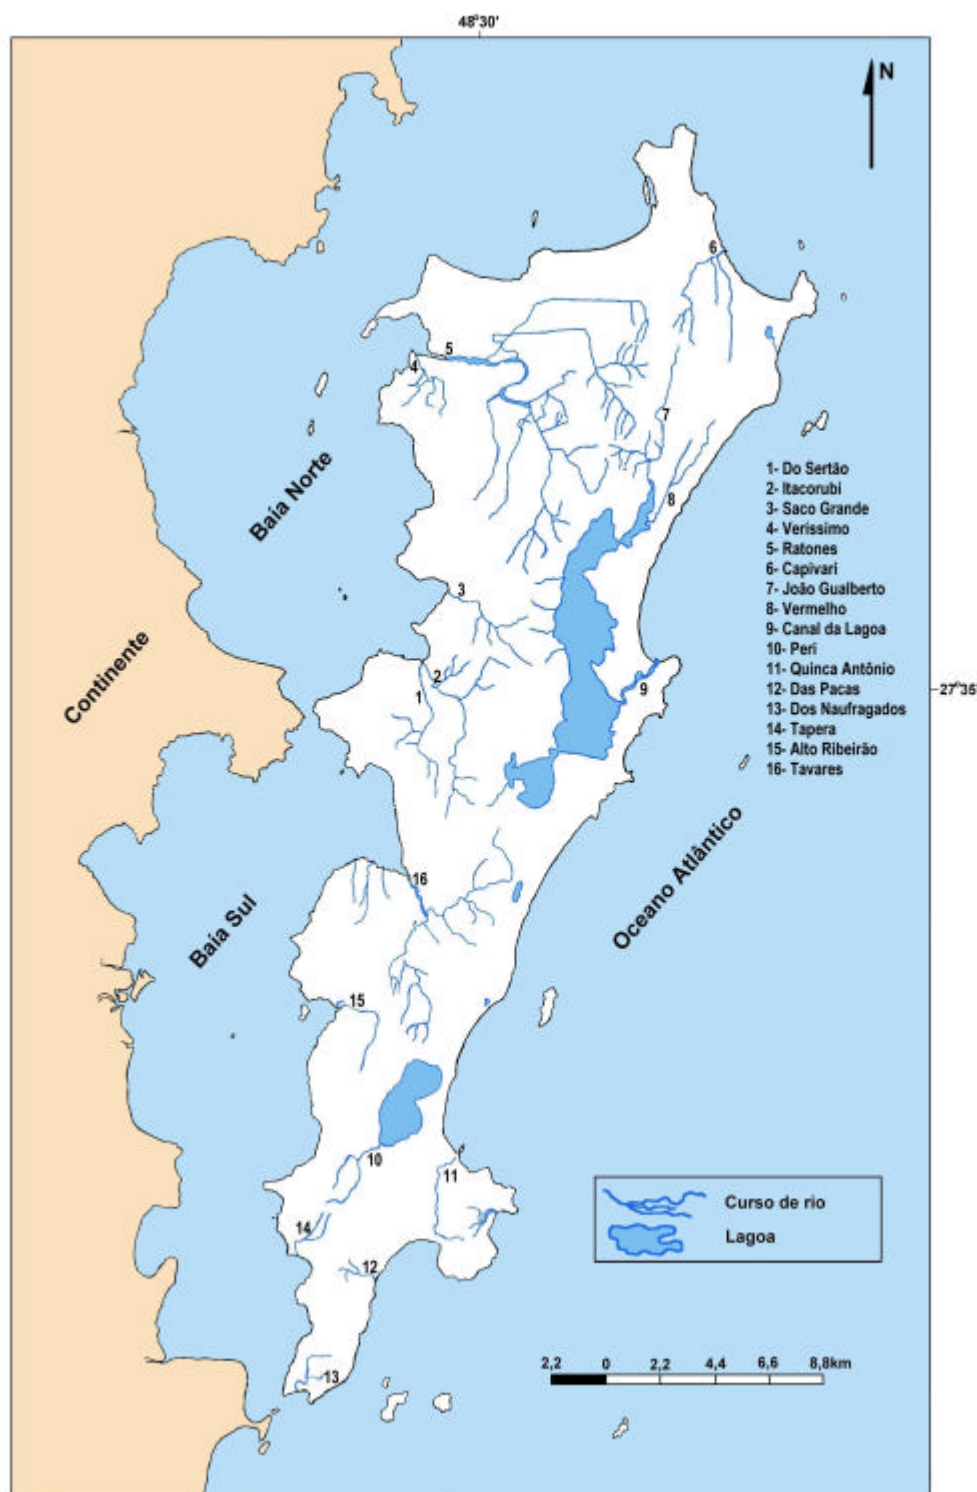 48°30'
N
6
5
4
7
8
1- Do Sertão
2- Itacorubi
3- Saco Grande
4- Verissimo
5- Ratones
6- Capivari
7- João Gualberto
8- Vermelho
9- Canal da Lagoa
10- Peri
11- Quinca Antônio
12- Das Pacas
13- Dos Naufragados
14- Tapera
15- Alto Ribeirão
16- Tavares
Baia Norte
3
Continente
2
1
9
27°35'
Oceano Atlântico
16
Baia Sul
15
10
11
14
12
13
Curso de rio
Lagoa
2,2 0 2,2 4,4 6,6 8,8km